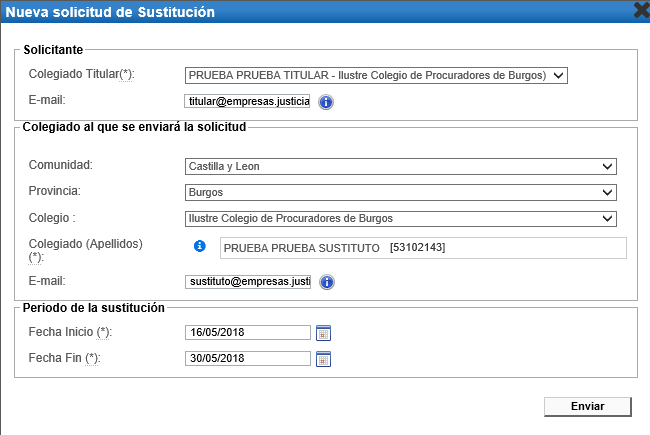 Nueva solicitud de Sustitución
Solicitante
Colegiado Titular(*): PRUEBA PRUEBA TITULAR - Ilustre Colegio de Procuradores de Burgos)
E-mail: titular@empresas.justicia
Colegiado al que se enviará la solicitud
Comunidad: Castilla y Leon
Provincia: Burgos
Colegio : Ilustre Colegio de Procuradores de Burgos
Colegiado (Apellidos)
(*): PRUEBA PRUEBA SUSTITUTO [53102143]
E-mail: sustituto@empresas.justi
Periodo de la sustitución
Fecha Inicio (*): 16/05/2018
Fecha Fin (*): 30/05/2018
Enviar